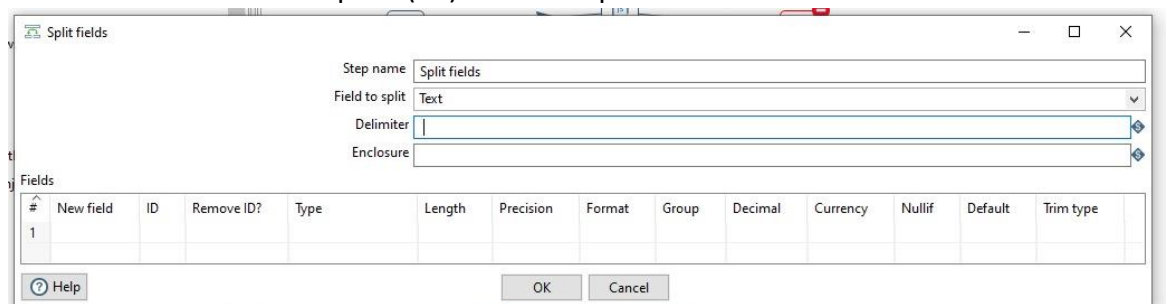 Split fields
Step name Split fields
Field to split Text
Delimiter
Enclosure
Fields
# New field ID Remove ID? Type Length Precision Format Group Decimal Currency Nullif Default Trim type
1
Help OK Cancel